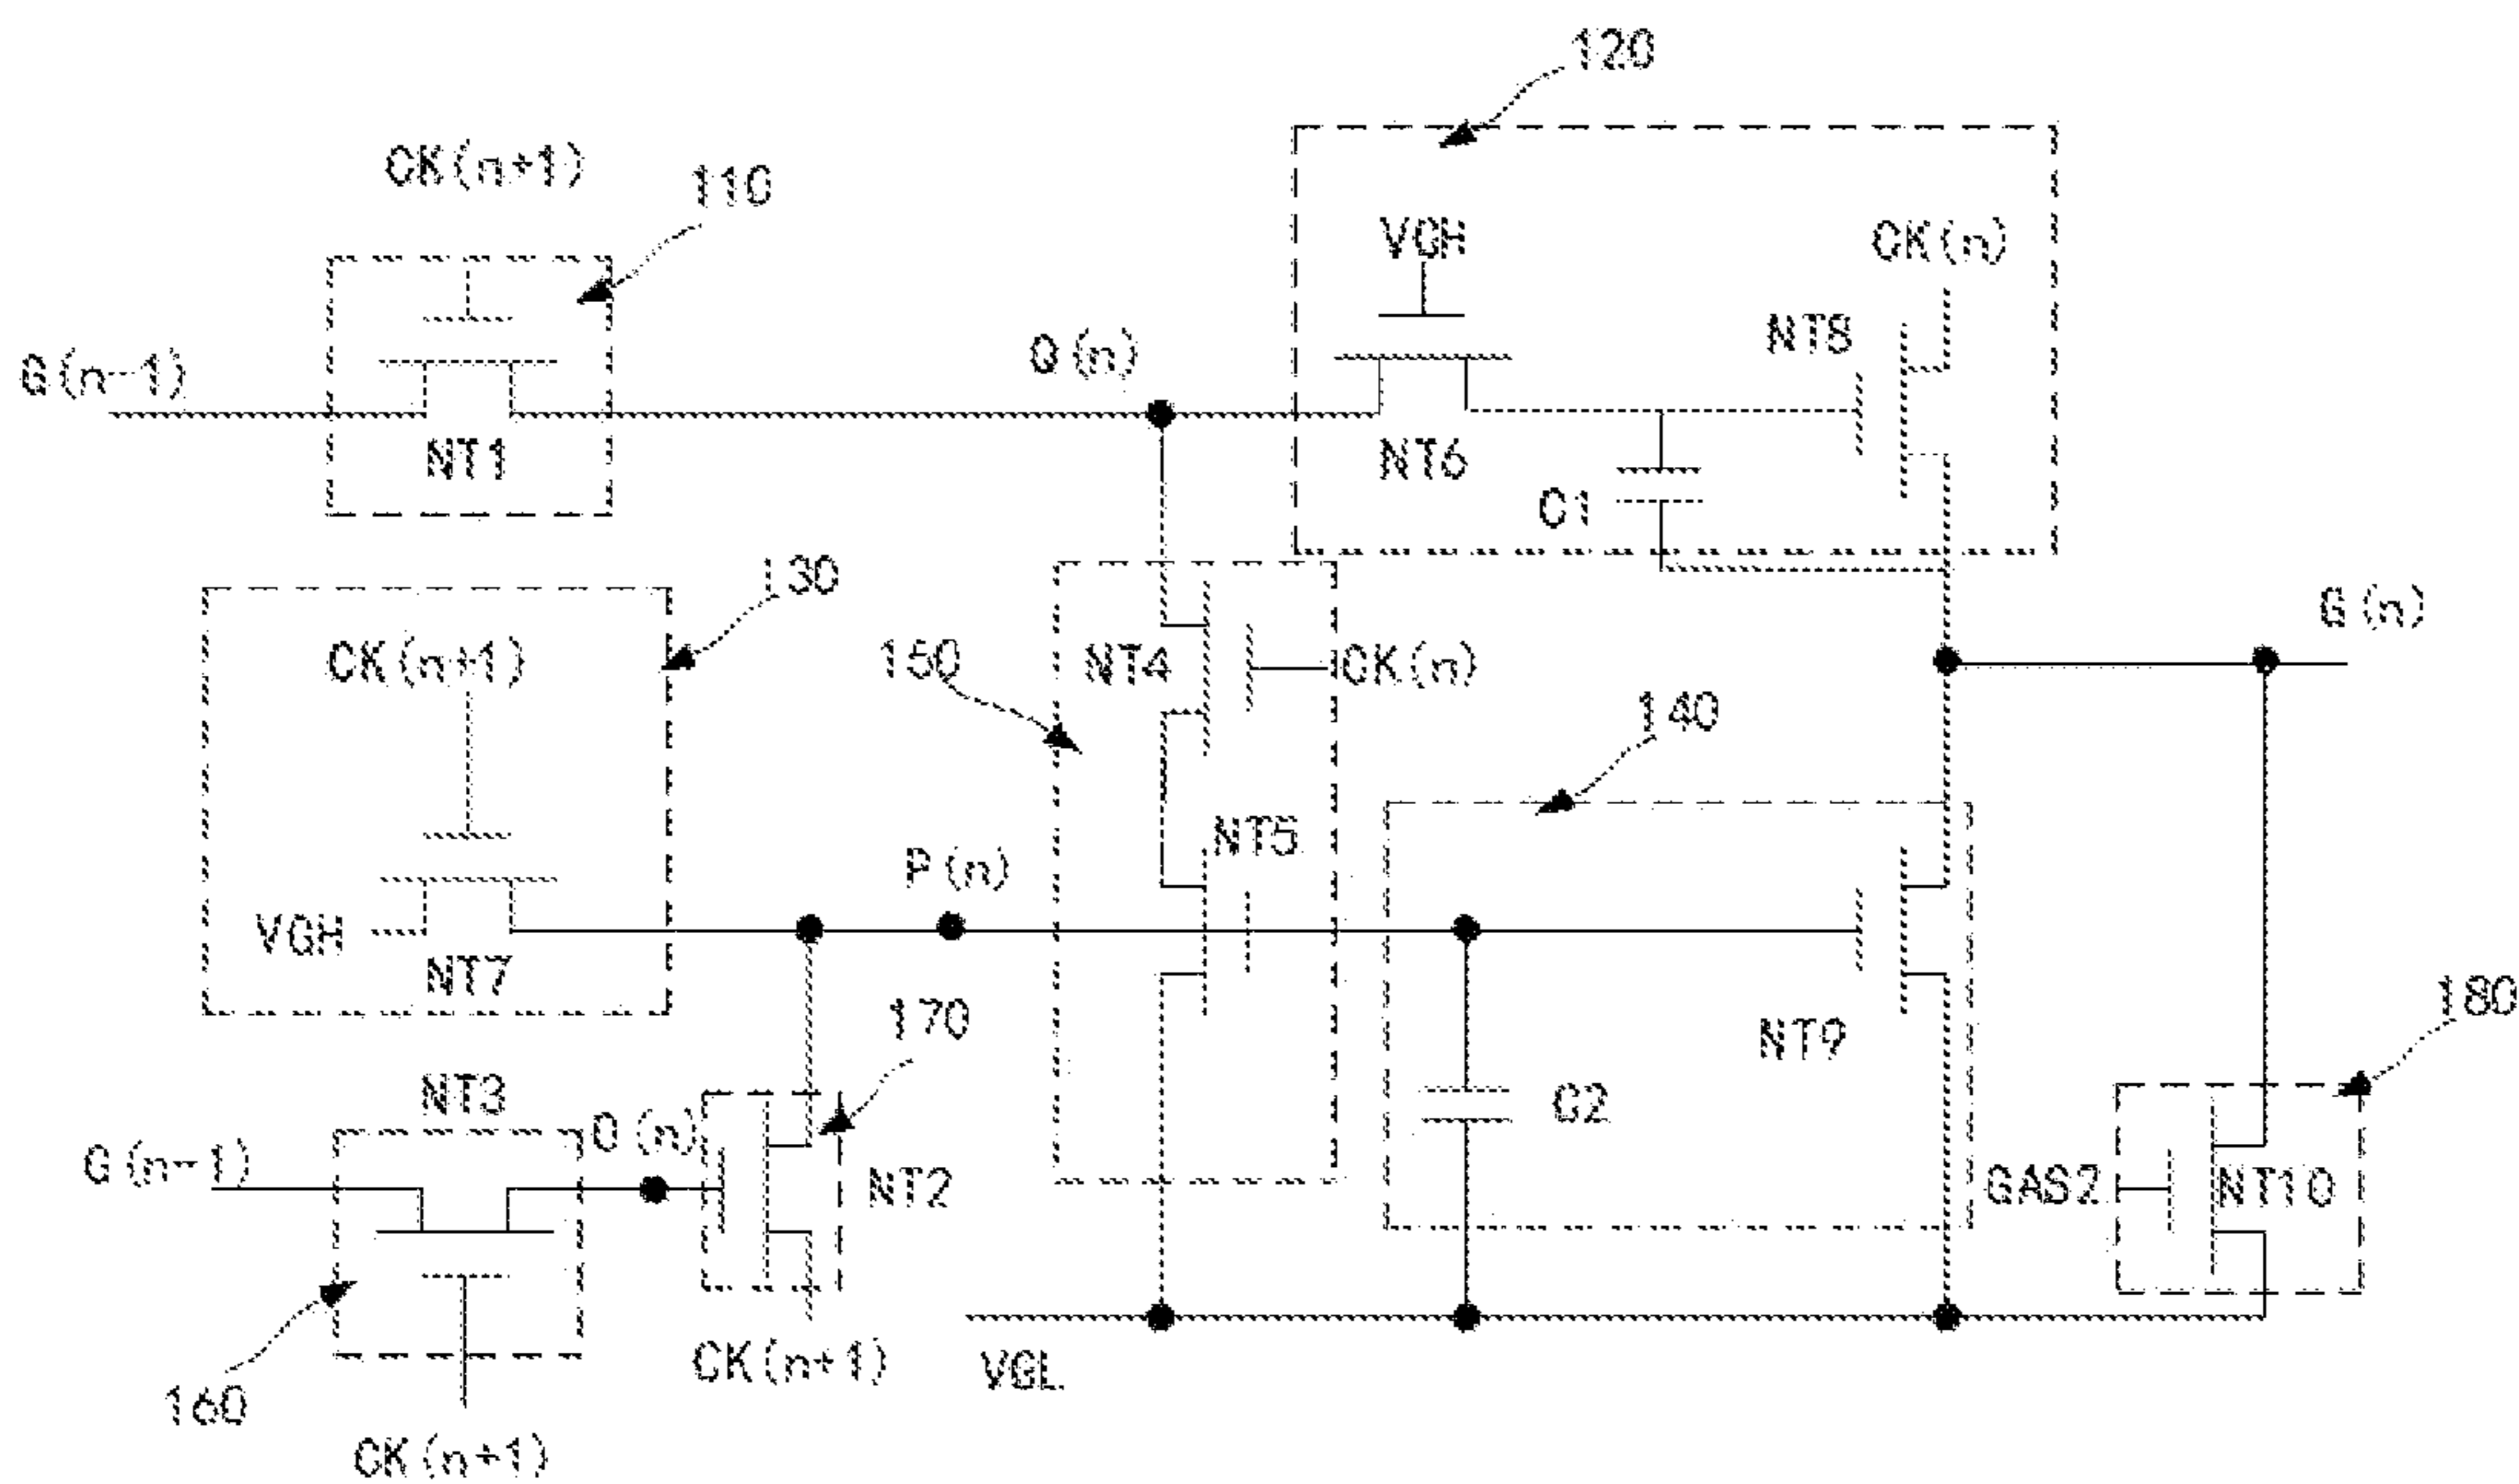 120
CK(n+1)
110
VGH
CK(n)
NT8
Q(n)
G(n-1)
NT1
NT6
C1
130
G(n)
CK(n+1)
150
NT4
CK(n)
140
NT5
P(n)
VGH
NT7
170
180
NT9
NT3
C2
O(n)
G(n-1)
NT2
GAS2
NT10
CK(n+1)
VGL
160
CK(n+1)